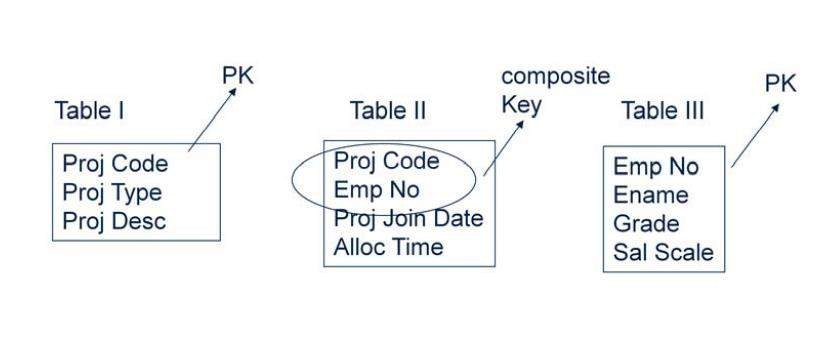 PK
Table I
Proj Code
Proj Type
Proj Desc
composite
Key
Table II
Proj Code
Emp No
Proj Join Date
Alloc Time
PK
Table III
Emp No
Ename
Grade
Sal Scale